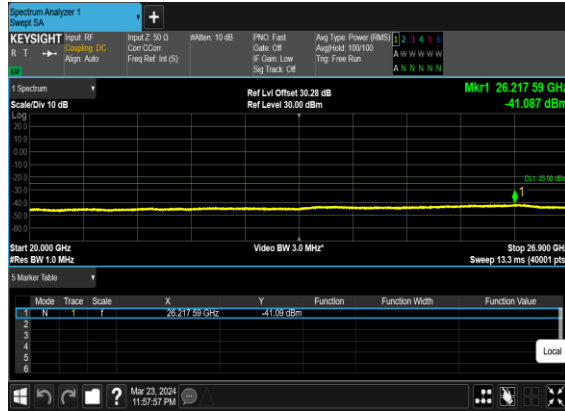 Spectrum Analyzer 1
Swept SA
+
KEYSIGHT Input: RF Input Z: 50 Ω #Atten: 10 dB PNO: Fast Avg Type: Power (RMS) 1 2 3 4 5 6
R T Coupling: DC Corr CCorr Gate: Off Avg|Hold: 100/100 A W W W W W
Align: Auto Freq Ref: Int (S) IF Gain: Low Trig: Free Run
Sig Track: Off A N N N N N
1 Spectrum
Ref Lvl Offset 30.28 dB Mkr1 26.217 59 GHz
Scale/Div 10 dB Ref Level 30.00 dBm -41.087 dBm
Log
20.0
10.0
0.00
-10.0
-20.0
DL1 -25.00 dBm
-30.0
1
-40.0
-50.0
-60.0
Start 20.000 GHz Video BW 3.0 MHz* Stop 26.900 GHz
#Res BW 1.0 MHz Sweep 13.3 ms (40001 pts)
5 Marker Table
Mode Trace Scale X Y Function Function Width Function Value
1 N 1 f 26.217 59 GHz -41.09 dBm
2
3
4
5
6
Local
? Mar 23, 2024
11:57:57 PM